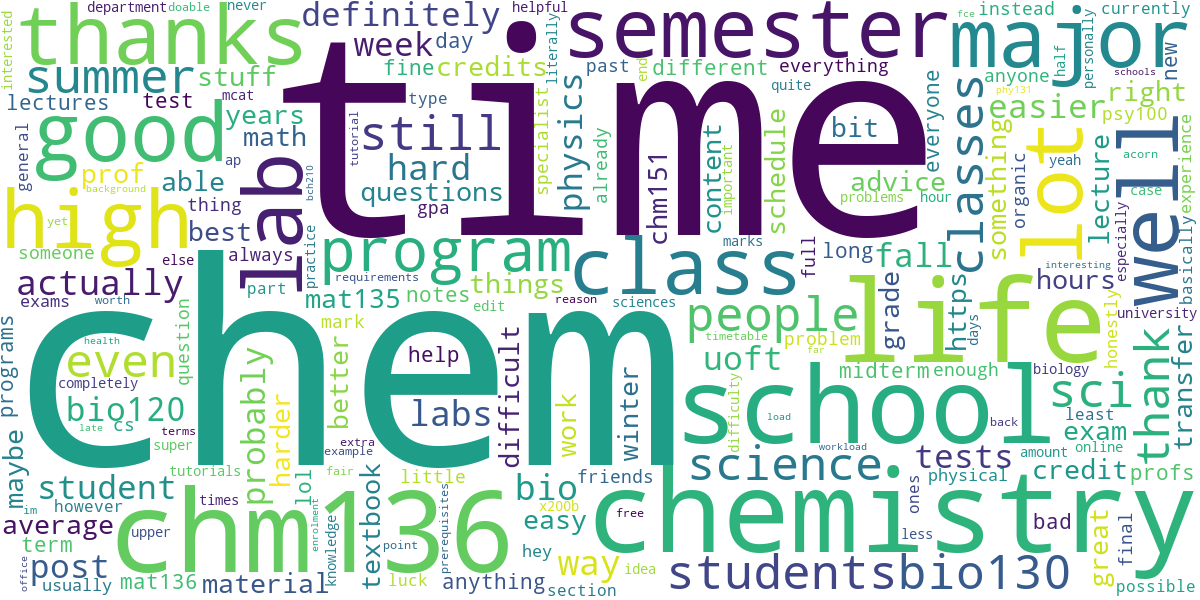 department doable never helpful fce instead currently
thanks definitely semester major
interested week day literally past end different everything half personally
summer stuff fine credits quite anyone new
lectures test mcat type time classes easier right
good years still specialist physics bit everyone phy131 psy100
general math tutorial hard already content schedule something lot well
ap prof able bch210 questions important advice organic yeah acorn
high background thing lab gpa chm151 problems hour lecture case experience
yet best practice program class marks full long fall https especially basically
someone else always things people days hours interesting
actually part requirements reason sciences life university
exams worth mat135 notes edit timetable grade honestly
programs question mark chem difficult problem uoft far
health even probably better help midterm enough biology sci thank transfer
completely bio120 labs work winter difficulty school back least
late cs terms harder extra load exam online
maybe super example science workload tests amount
tutorials fair little friends ones physical credit profs
student lol textbook bio x200b chemistry
im however times chm136 prerequisites easy free less bad great final
average upper enrolment knowledge point hey
term post office usually mat136 material luck anything way idea section students bio130 possible